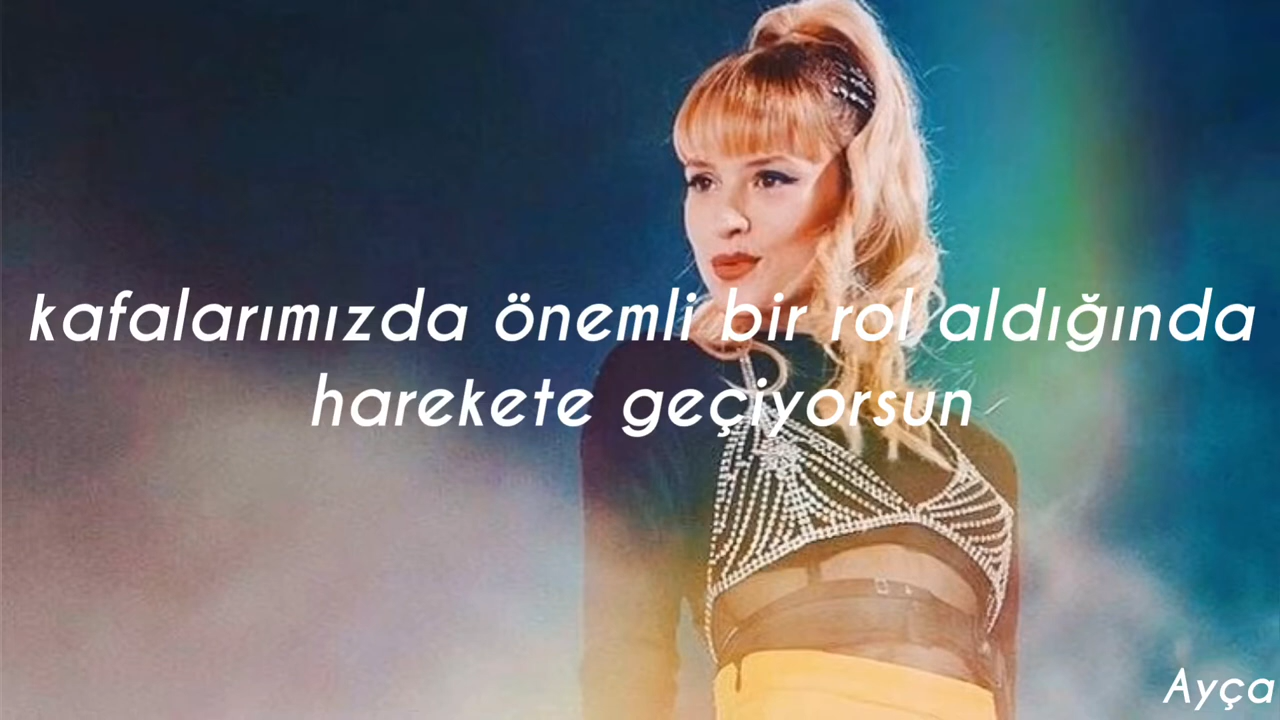 kafalarımızda önemli bir rol aldığında
harekete geçiyorsun
Ayça